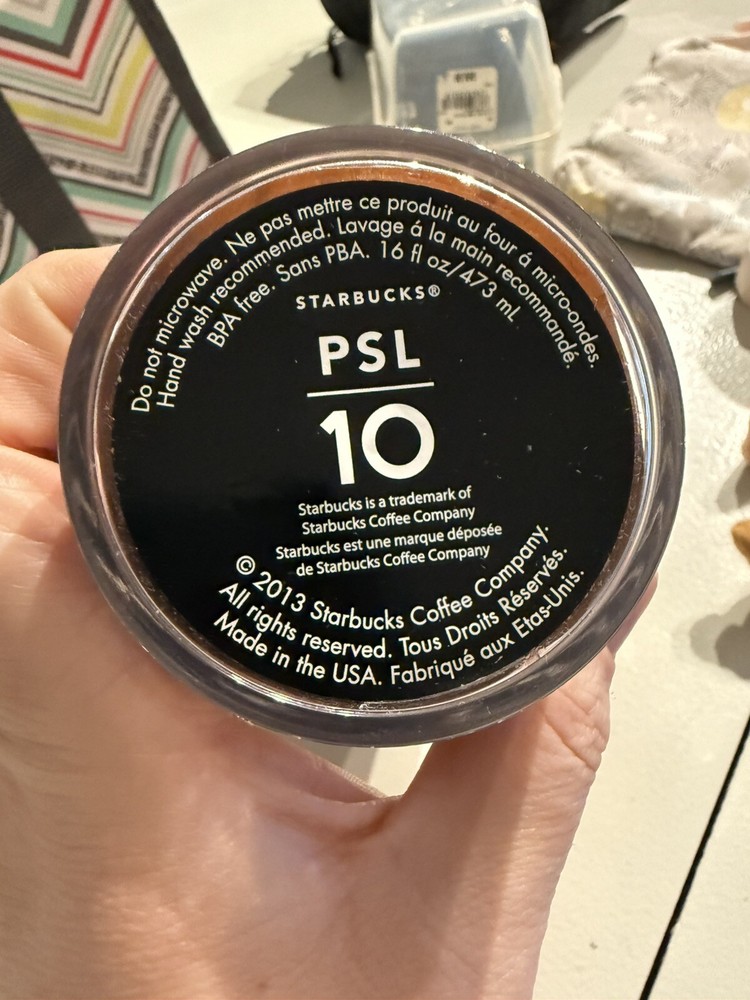 Do not microwave. Ne pas mettre ce produit au four á micro-ondes.
Hand wash recommended. Lavage á la main recommandé.
BPA free. Sans PBA. 16 fl oz/473 mL
STARBUCKS®
PSL
10
Starbucks is a trademark of
Starbucks Coffee Company
Starbucks est une marque déposée
de Starbucks Coffee Company
© 2013 Starbucks Coffee Company.
All rights reserved. Tous Droits Réservés.
Made in the USA. Fabriqué aux Etas-Unis.